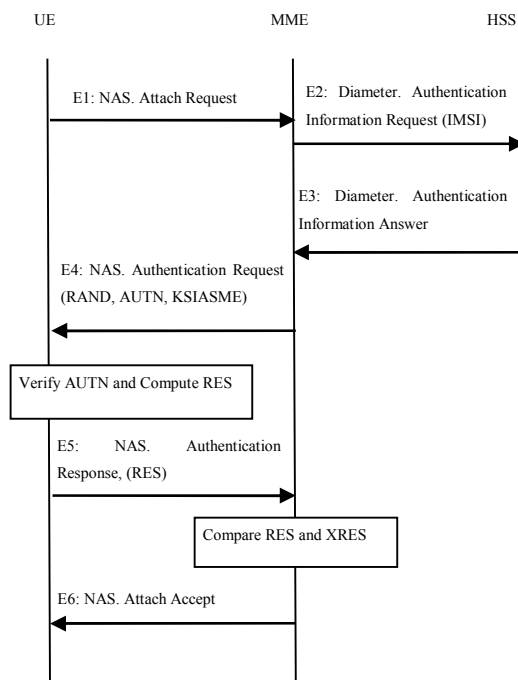 UE MME HSS
E1: NAS. Attach Request
E2: Diameter. Authentication
Information Request (IMSI)
E3: Diameter. Authentication
Information Answer
E4: NAS. Authentication Request
(RAND, AUTN, KSIASME)
Verify AUTN and Compute RES
E5: NAS. Authentication
Response, (RES)
Compare RES and XRES
E6: NAS. Attach Accept